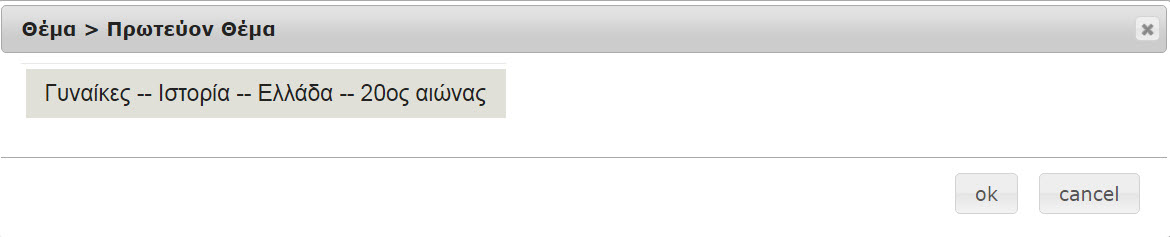 Θέμα > Πρωτεύον Θέμα
Γυναίκες -- Ιστορία -- Ελλάδα -- 20ος αιώνας
ok cancel